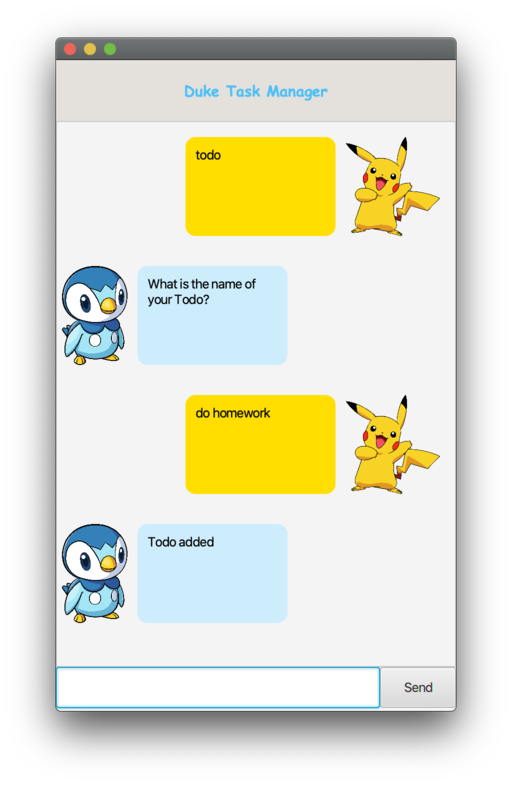 Duke Task Manager
todo
What is the name of
your Todo?
do homework
Todo added
Send